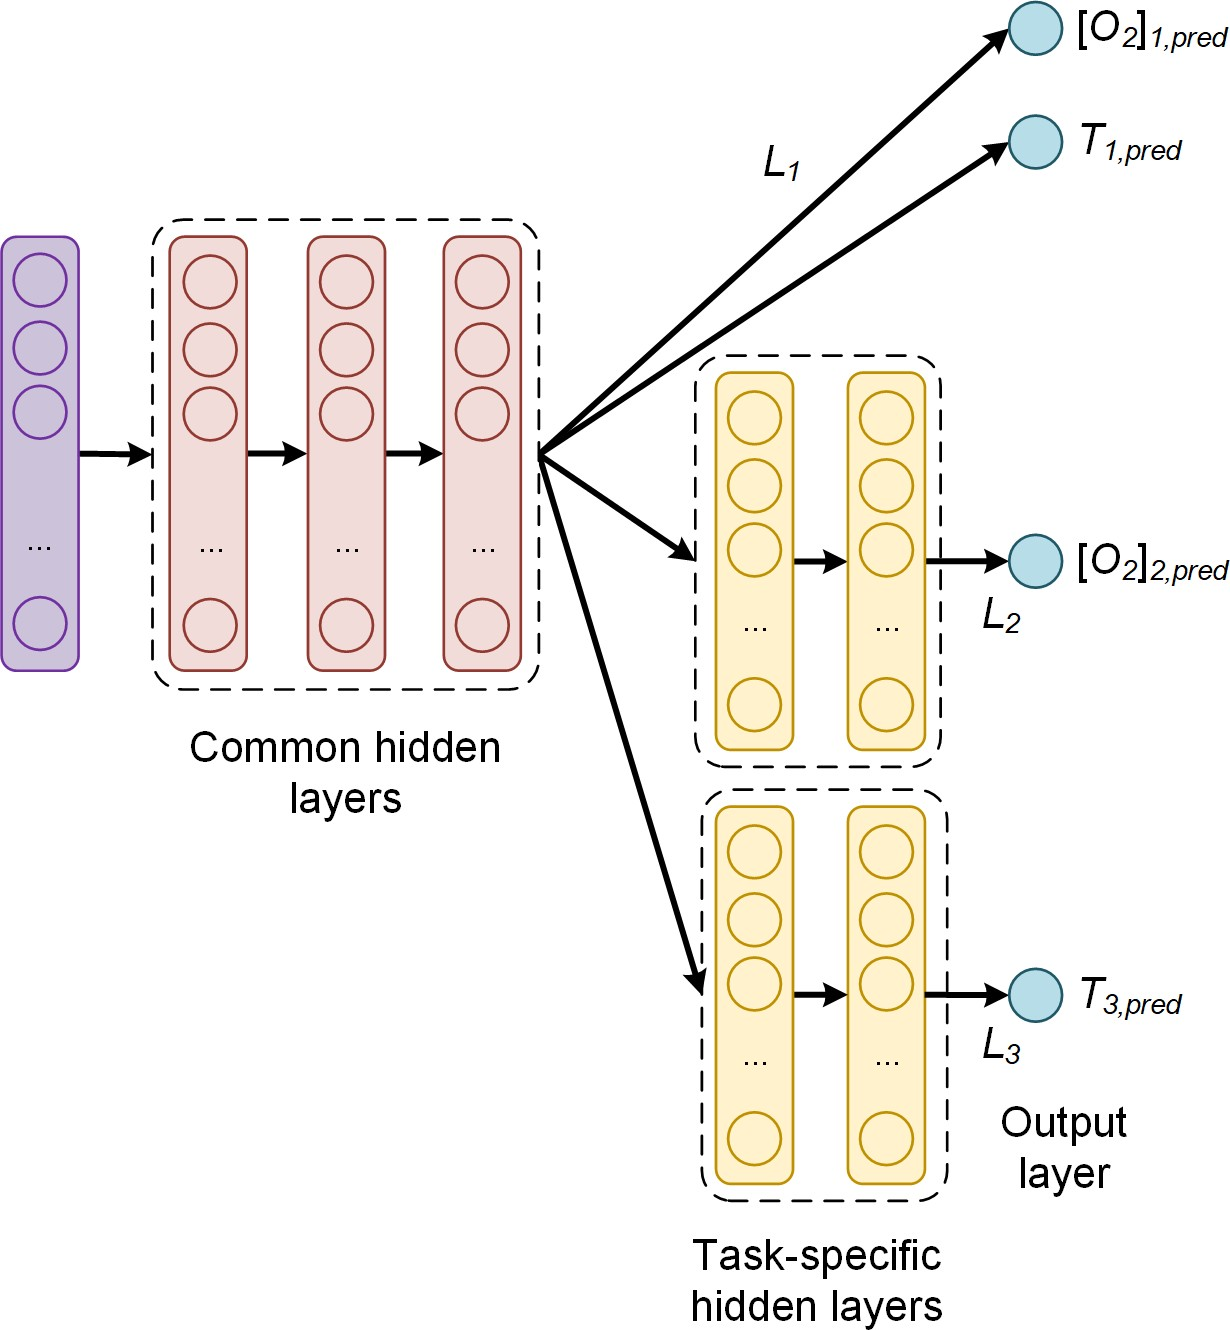 [O2]1,pred
T1,pred
L1
...
...
...
...
[O2]2,pred
L2
...
...
Common hidden
layers
T3,pred
L3
...
...
Output
layer
Task-specific
hidden layers